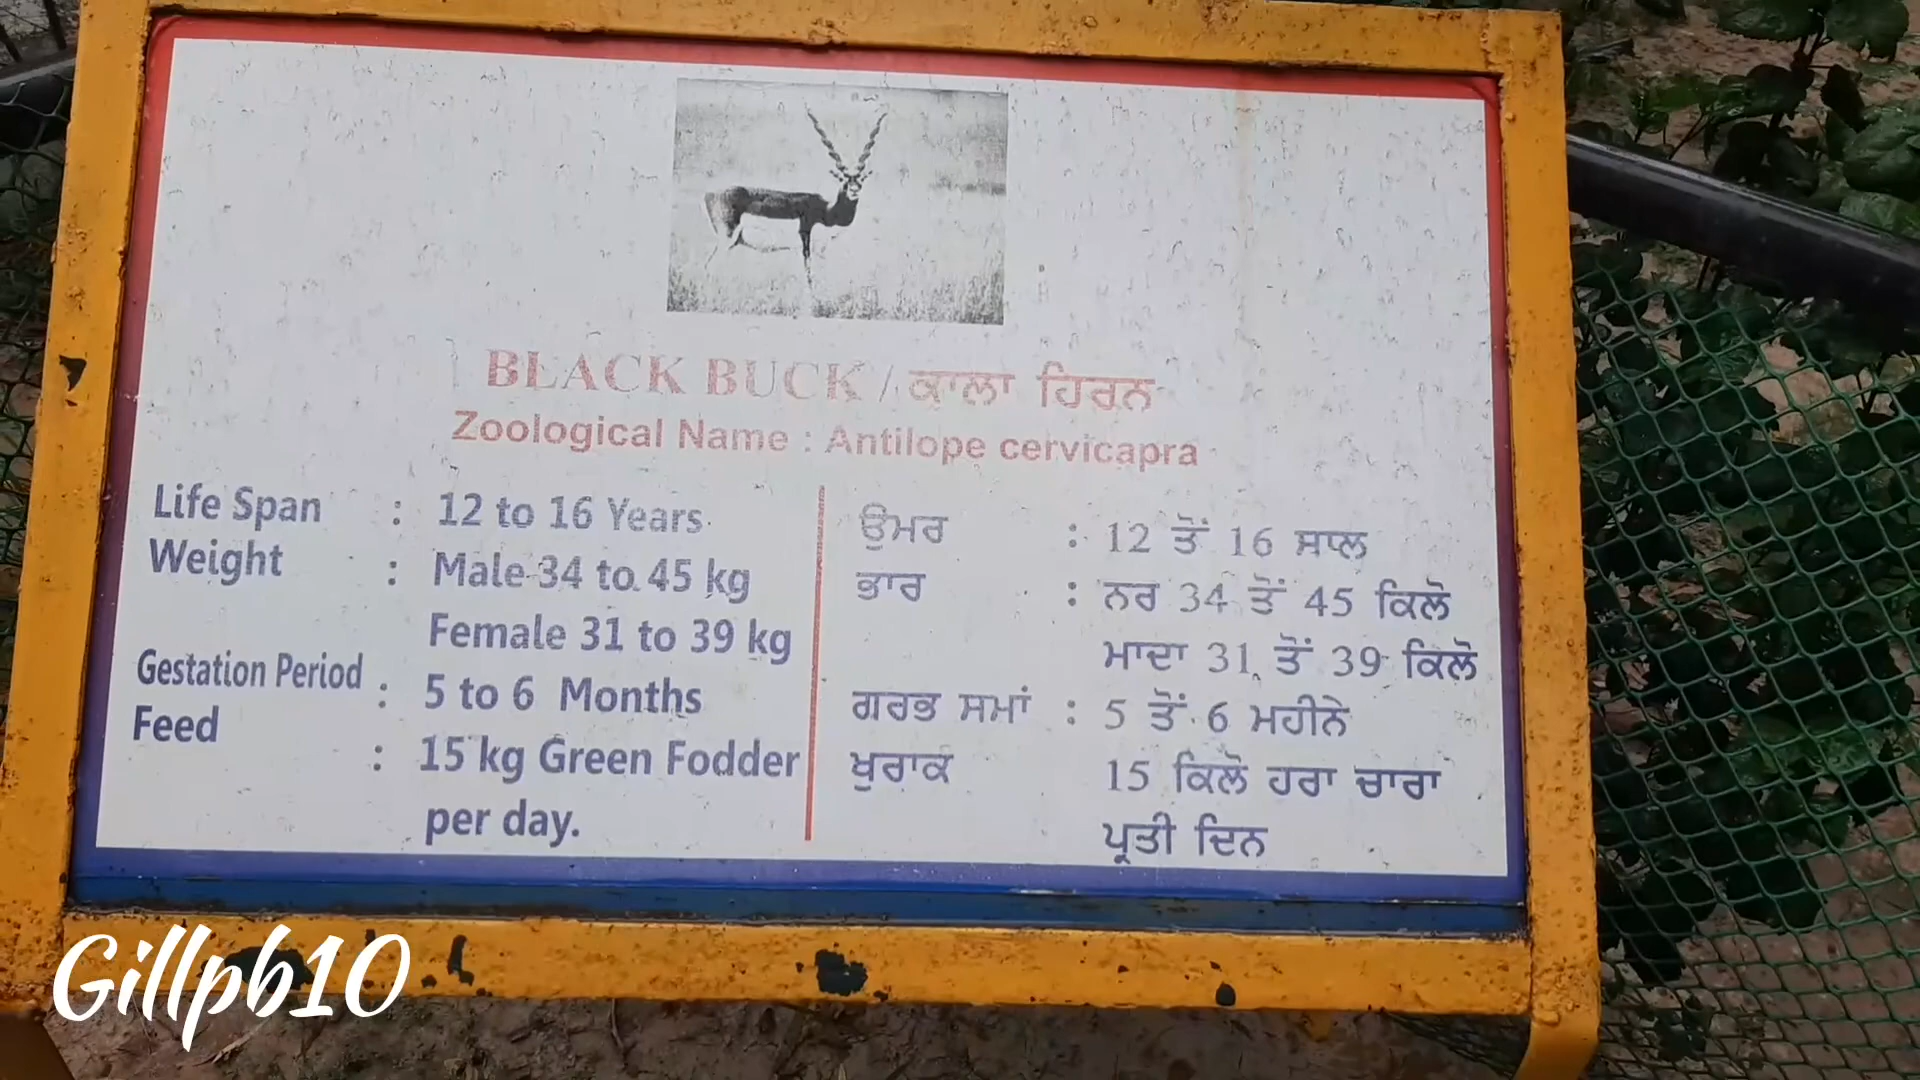 BLACK BUCK / ਕਾਲਾ ਹਿਰਨ
Zoological Name : Antilope cervicapra
Life Span : 12 to 16 Years
Weight : Male 34 to 45 kg
Female 31 to 39 kg
Gestation Period : 5 to 6 Months
Feed : 15 kg Green Fodder
per day.
ਉਮਰ : 12 ਤੋਂ 16 ਸਾਲ
ਭਾਰ : ਨਰ 34 ਤੋਂ 45 ਕਿਲੋ
ਮਾਦਾ 31 ਤੋਂ 39 ਕਿਲੋ
ਗਰਭ ਸਮਾਂ : 5 ਤੋਂ 6 ਮਹੀਨੇ
ਖੁਰਾਕ 15 ਕਿਲੋ ਹਰਾ ਚਾਰਾ
ਪ੍ਰਤੀ ਦਿਨ
Gillpb10